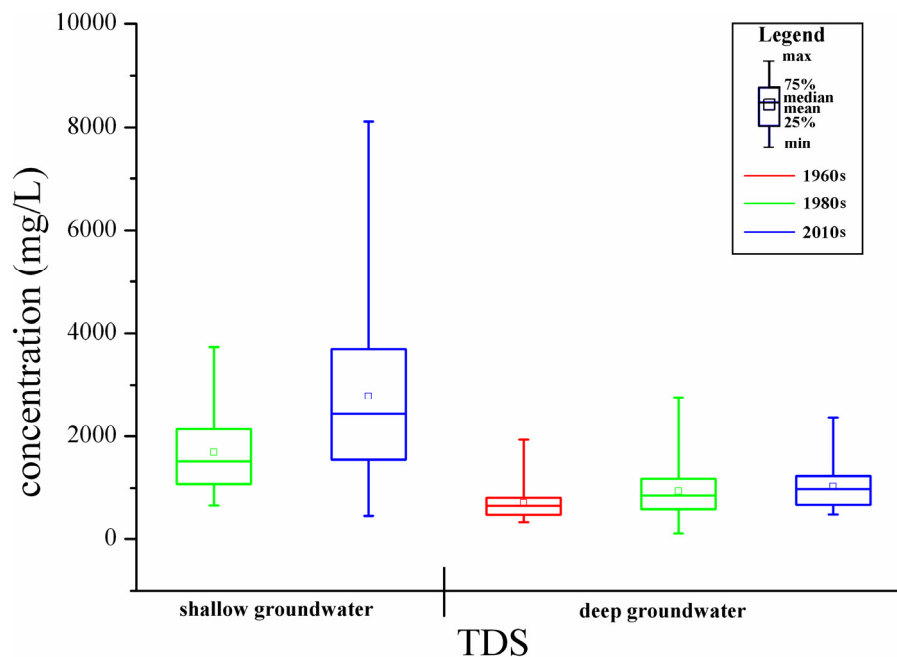 10000
8000
6000
4000
2000
0
concentration (mg/L)
Legend
max
75%
median
mean
25%
min
1960s
1980s
2010s
shallow groundwater
deep groundwater
TDS